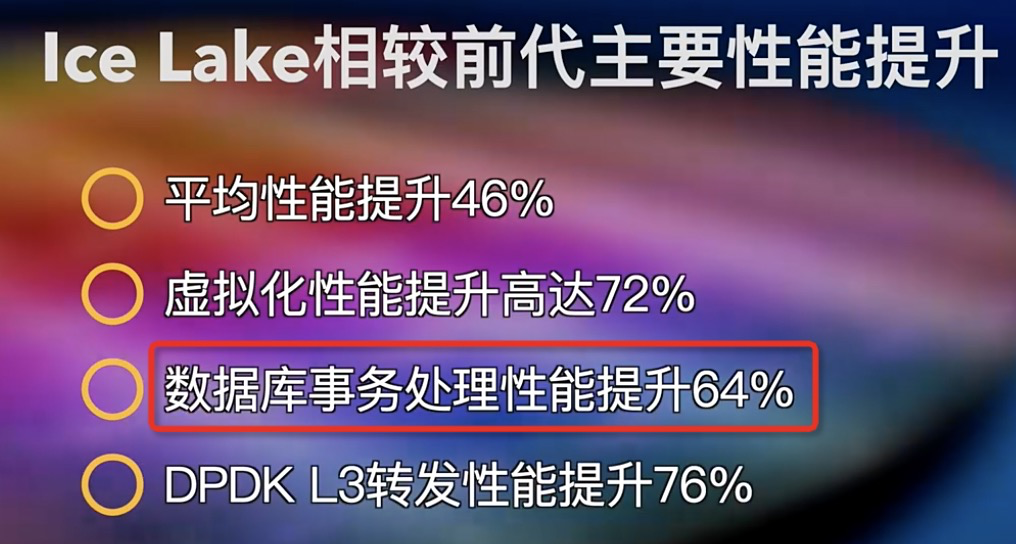 Ice Lake相较前代主要性能提升
平均性能提升46%
虚拟化性能提升高达72%
数据库事务处理性能提升64%
DPDK L3转发性能提升76%